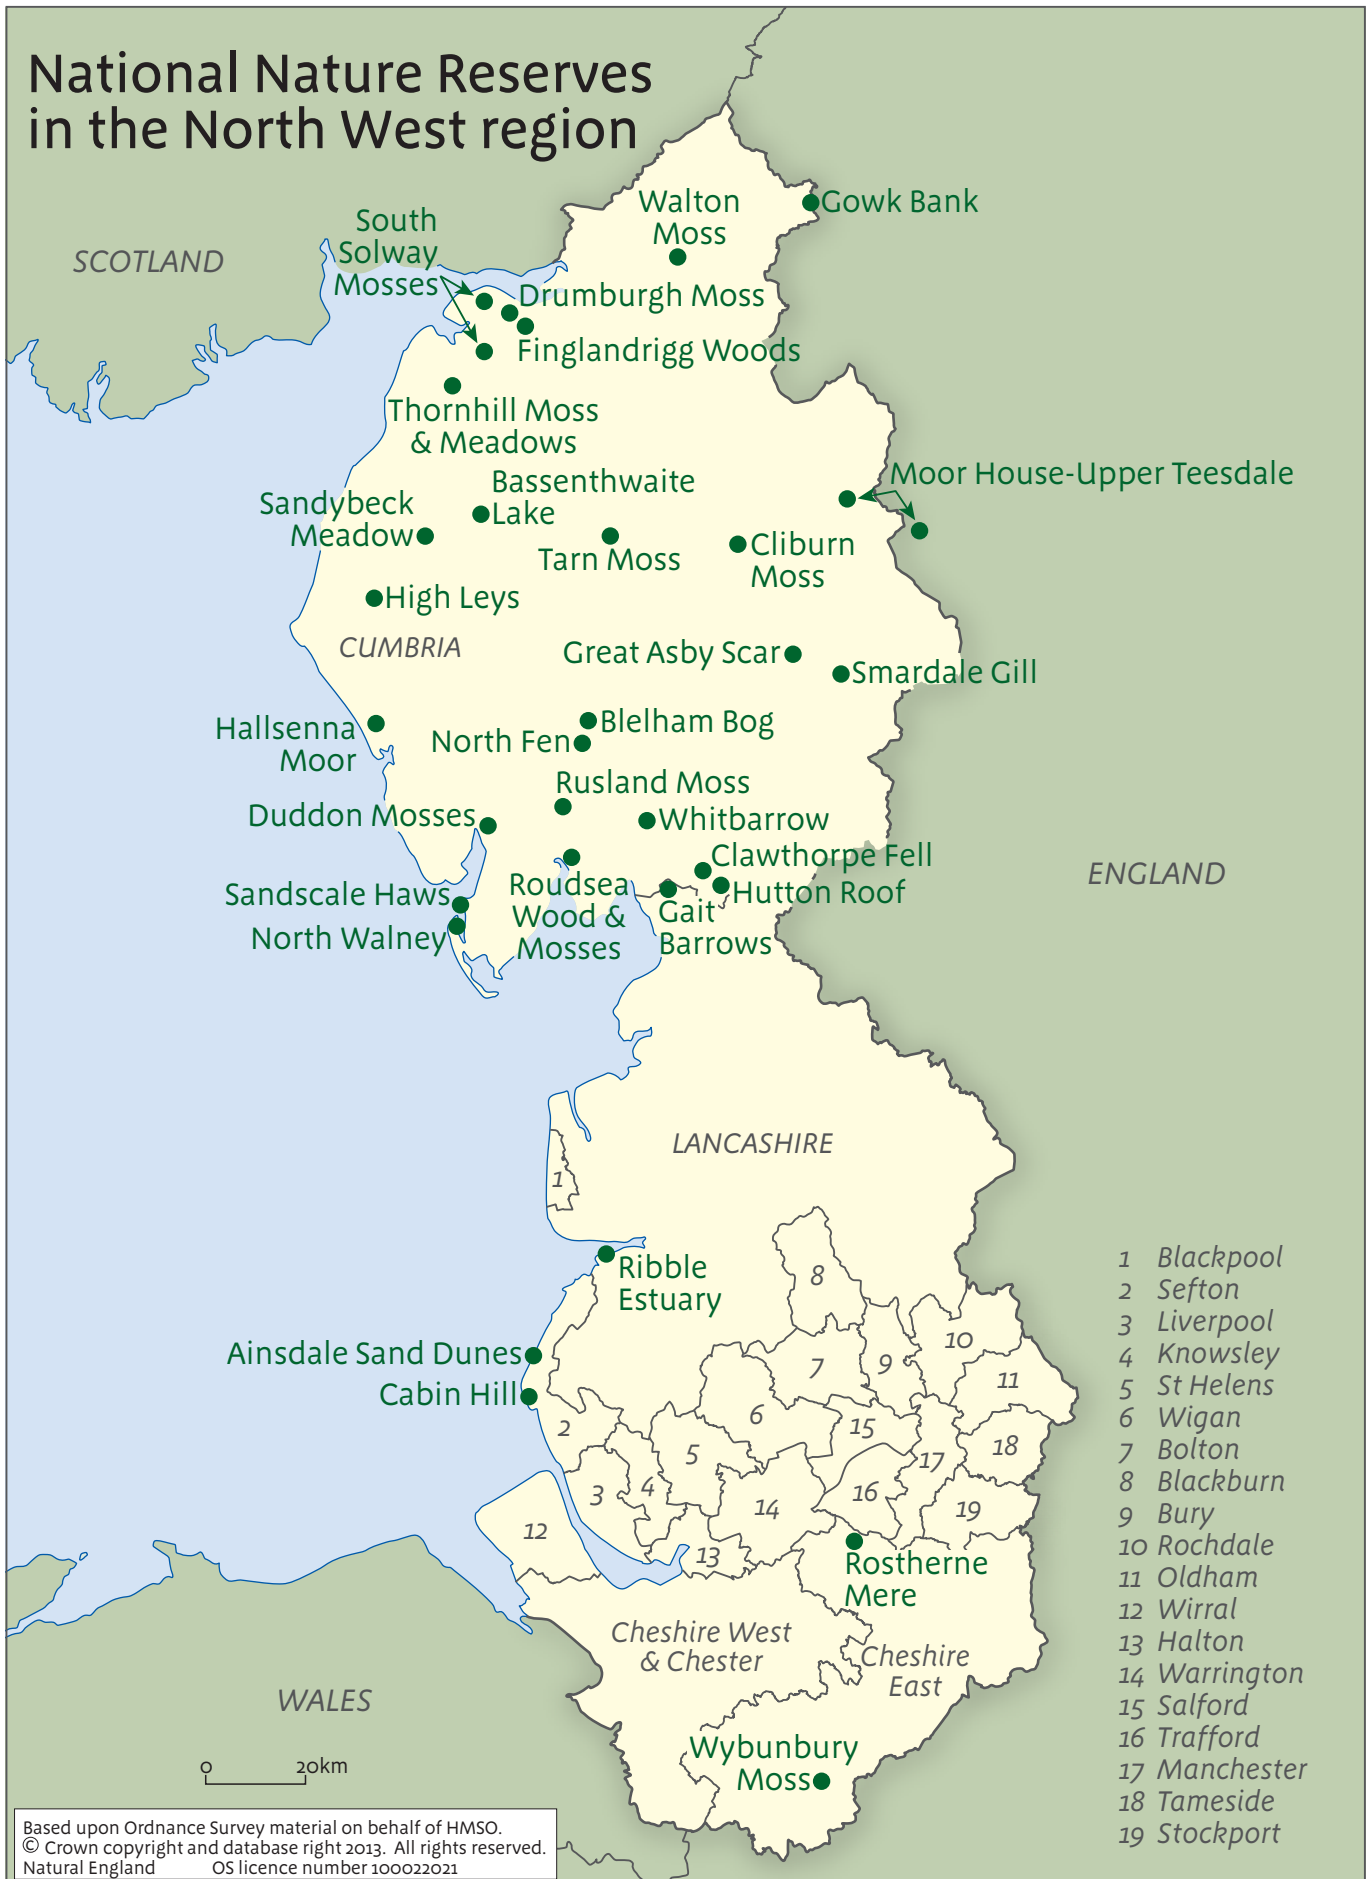 National Nature Reserves
in the North West region
SCOTLAND
South
Solway
Mosses
Walton
Moss
Gowk Bank
Drumburgh Moss
Finglandrigg Woods
Thornhill Moss
& Meadows
Moor House-Upper Teesdale
Bassenthwaite
Lake
Sandybeck
Meadow
Tarn Moss
Cliburn
Moss
High Leys
CUMBRIA
Great Asby Scar
Smardale Gill
Hallsenna
Moor
Blelham Bog
North Fen
Rusland Moss
Duddon Mosses
Whitbarrow
Clawthorpe Fell
Hutton Roof
ENGLAND
Sandscale Haws
North Walney
Roudsea
Wood &
Mosses
Gait
Barrows
LANCASHIRE
1
Ribble
Estuary
8
Ainsdale Sand Dunes
Cabin Hill
10
7
9
11
2
6
15
5
17
18
3
4
14
16
19
12
13
Rostherne
Mere
Cheshire West
& Chester
Cheshire
East
WALES
Wybunbury
Moss
1 Blackpool
2 Sefton
3 Liverpool
4 Knowsley
5 St Helens
6 Wigan
7 Bolton
8 Blackburn
9 Bury
10 Rochdale
11 Oldham
12 Wirral
13 Halton
14 Warrington
15 Salford
16 Trafford
17 Manchester
18 Tameside
19 Stockport
0 20km
Based upon Ordnance Survey material on behalf of HMSO.
© Crown copyright and database right 2013. All rights reserved.
Natural England OS licence number 100022021